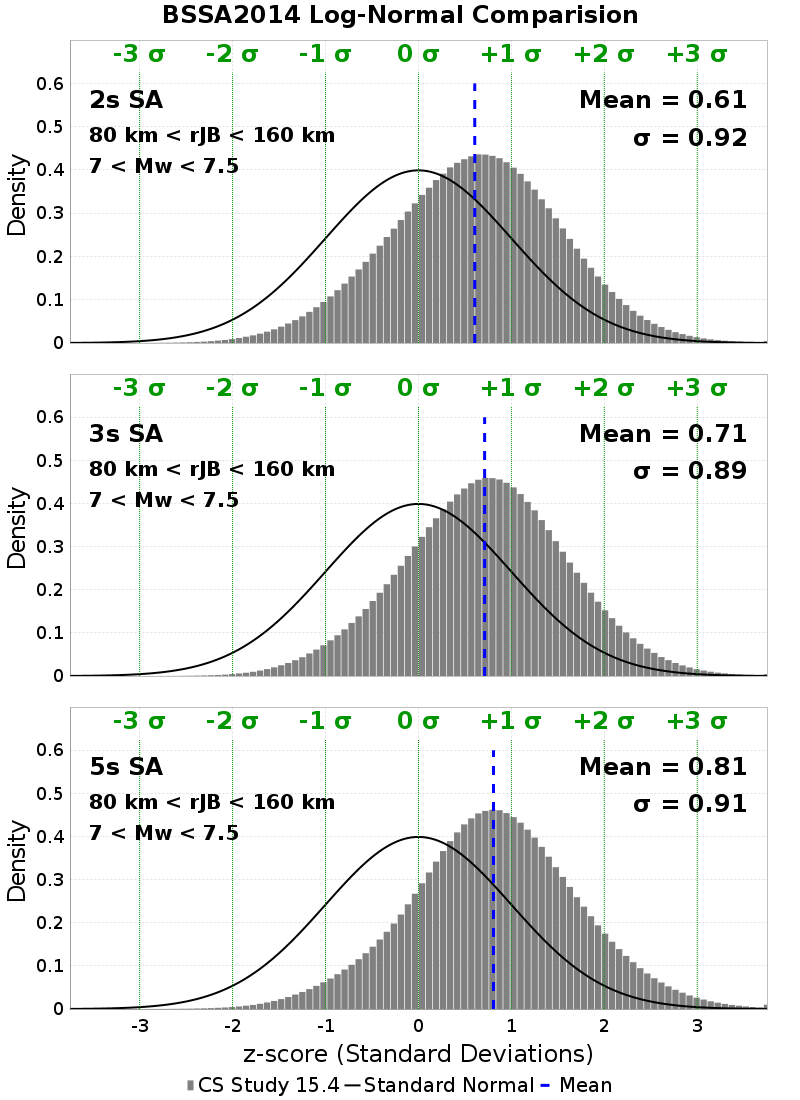 BSSA2014 Log-Normal Comparision
-3 σ -2 σ -1 σ 0 σ +1 σ +2 σ +3 σ
0.6
2s SA Mean = 0.61
0.5
80 km < rJB < 160 km σ = 0.92
7 < Mw < 7.5
0.4
Density
0.3
0.2
0.1
0
-3 σ -2 σ -1 σ 0 σ +1 σ +2 σ +3 σ
0.6
3s SA Mean = 0.71
0.5
80 km < rJB < 160 km σ = 0.89
7 < Mw < 7.5
0.4
Density
0.3
0.2
0.1
0
-3 σ -2 σ -1 σ 0 σ +1 σ +2 σ +3 σ
0.6
5s SA Mean = 0.81
0.5
80 km < rJB < 160 km σ = 0.91
7 < Mw < 7.5
0.4
Density
0.3
0.2
0.1
0
-3 -2 -1 0 1 2 3
z-score (Standard Deviations)
CS Study 15.4 Standard Normal Mean